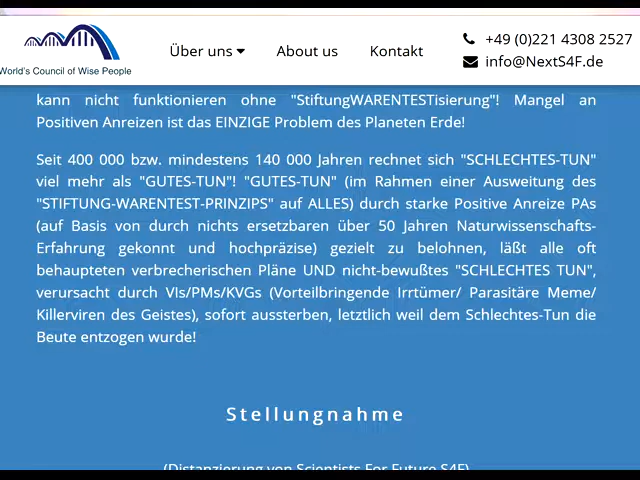 World's Council of Wise People
Über uns
About us
Kontakt
+49 (0)221 4308 2527
info@NextS4F.de
kann nicht funktionieren ohne "StiftungWARENTESTisierung"! Mangel an
Positiven Anreizen ist das EINZIGE Problem des Planeten Erde!
Seit 400 000 bzw. mindestens 140 000 Jahren rechnet sich "SCHLECHTES-TUN"
viel mehr als "GUTES-TUN"! "GUTES-TUN" (im Rahmen einer Ausweitung des
"STIFTUNG-WARENTEST-PRINZIPS" auf ALLES) durch starke Positive Anreize PAs
(auf Basis von durch nichts ersetzbaren über 50 Jahren Naturwissenschafts-
Erfahrung gekonnt und hochpräzise) gezielt zu belohnen, läßt alle oft
behaupteten verbrecherischen Pläne UND nicht-bewußtes "SCHLECHTES TUN",
verursacht durch VIs/PMs/KVGs (Vorteilbringende Irrtümer/ Parasitäre Meme/
Killerviren des Geistes), sofort aussterben, letztlich weil dem Schlechtes-Tun die
Beute entzogen wurde!
Stellungnahme
(Distanzierung von Scientists For Future S4F)